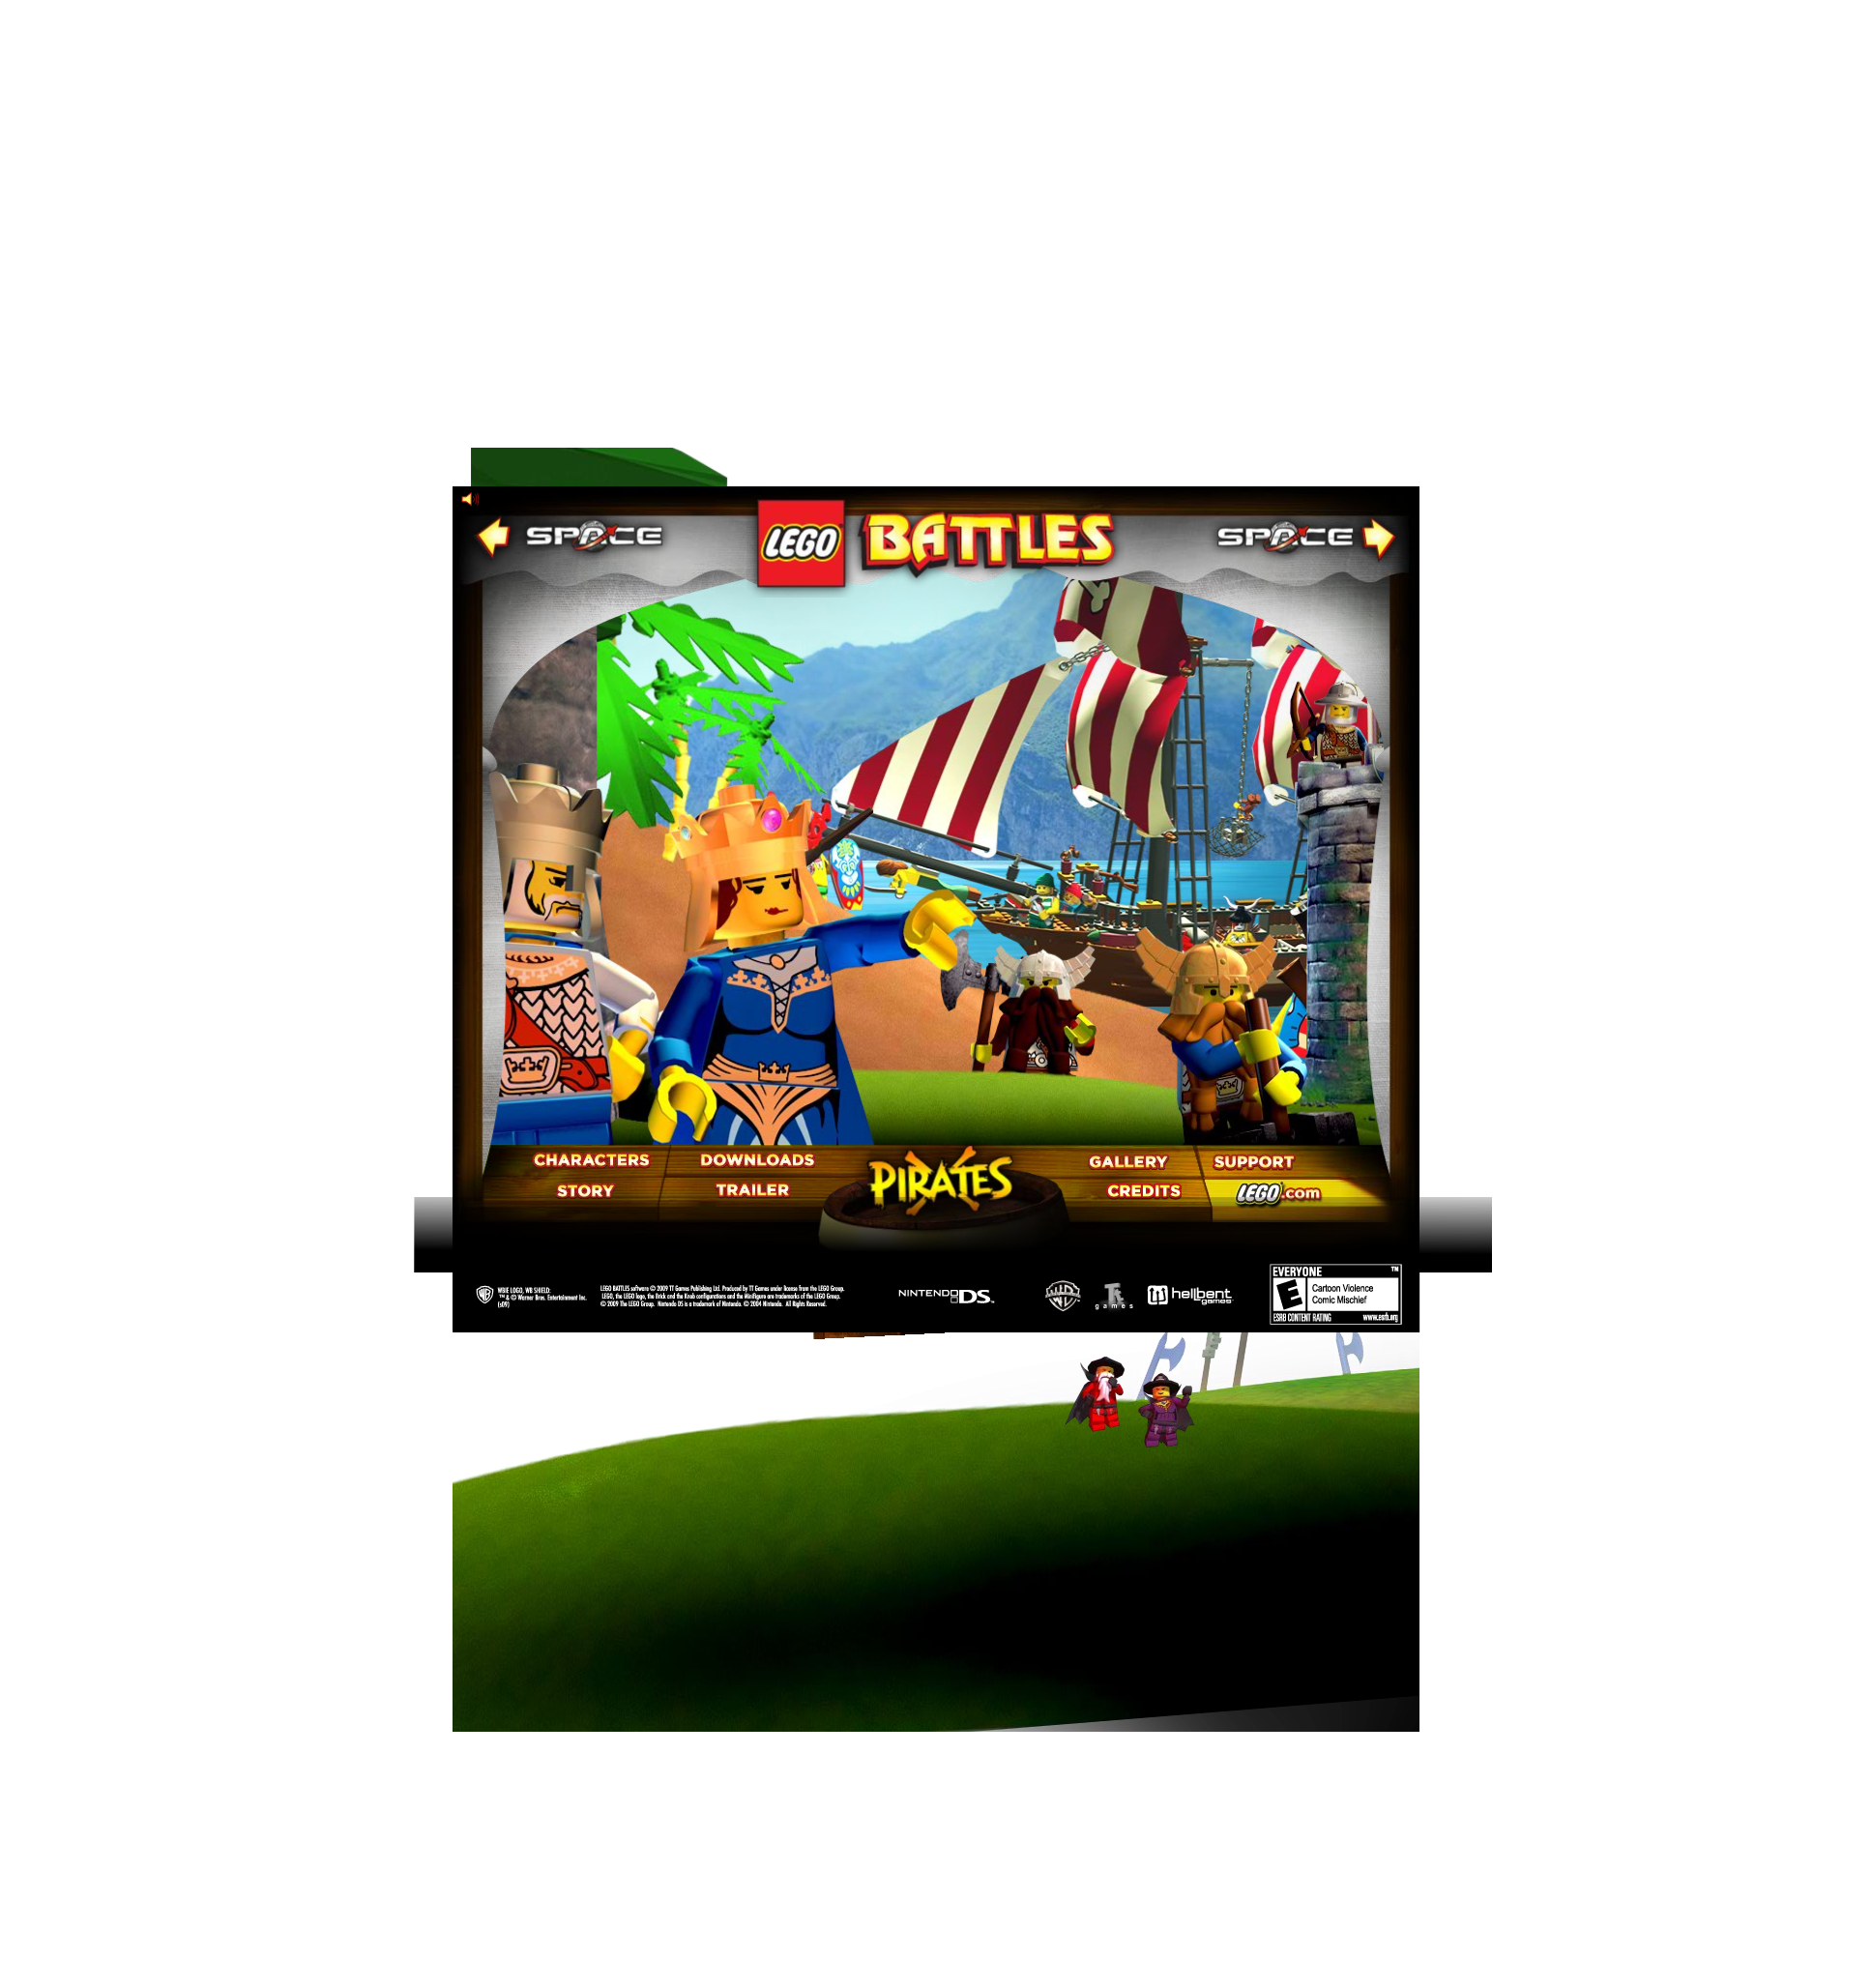 SPACE
LEGO BATTLES
SPACE
CHARACTERS
DOWNLOADS
PIRATES
GALLERY
SUPPORT
STORY
TRAILER
CREDITS
LEGO.com
WBIE LOGO, WB SHIELD:
™ & © Warner Bros. Entertainment Inc.
(s09)
LEGO BATTLES software © 2009 TT Games Publishing Ltd. Produced by TT Games under license from the LEGO Group.
LEGO, the LEGO logo, the Brick and the Knob configurations and the Minifigure are trademarks of the LEGO Group.
© 2009 The LEGO Group. Nintendo DS is a trademark of Nintendo. © 2004 Nintendo. All Rights Reserved.
NINTENDO DS™
games
hellbent
games
EVERYONE ™
E
Cartoon Violence
Comic Mischief
ESRB CONTENT RATING www.esrb.org